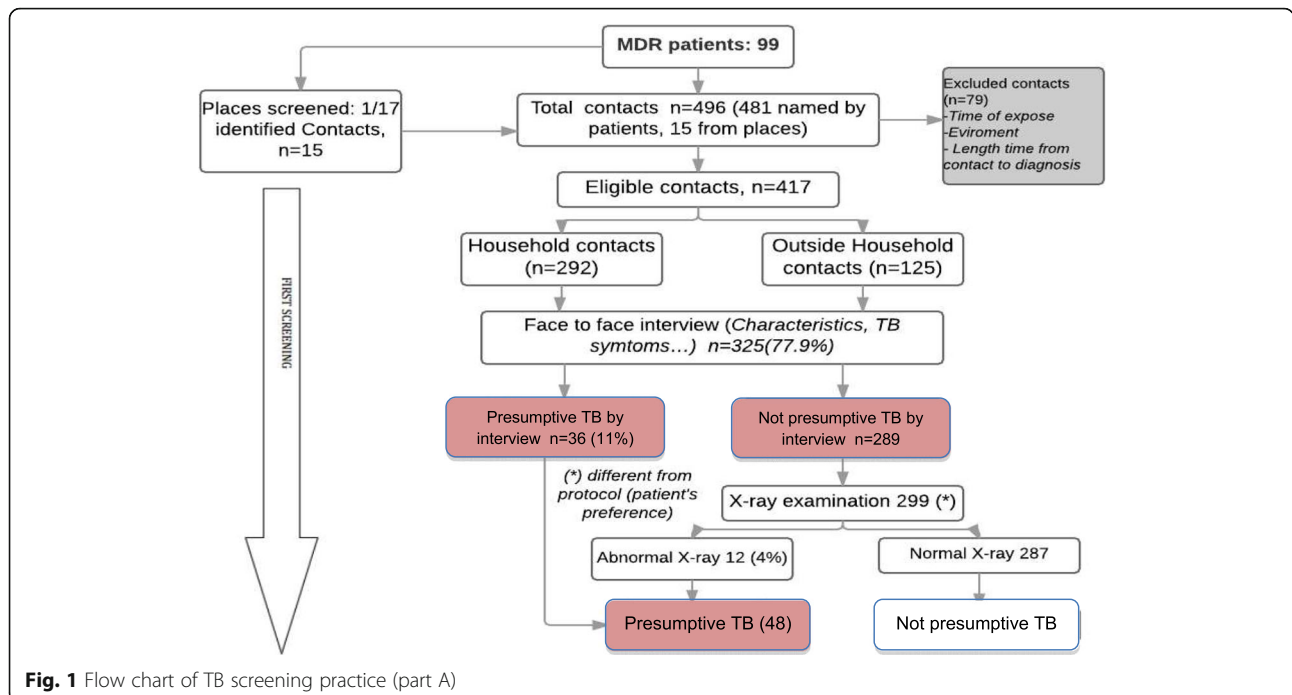 MDR patients: 99
Places screened: 1/17
identified Contacts,
n=15
Total contacts n=496 (481 named by
patients, 15 from places)
Excluded contacts
(n=79)
-Time of expose
-Eviroment
- Length time from
contact to diagnosis
Eligible contacts, n=417
Household contacts
(n=292)
Outside Household
contacts (n=125)
FIRST SCREENING
Face to face interview (Characteristics, TB
symtoms...) n=325(77.9%)
Presumptive TB by
interview n=36 (11%)
Not presumptive TB by
interview n=289
(*) different from
protocol (patient's
preference)
X-ray examination 299 (*)
Abnormal X-ray 12 (4%)
Normal X-ray 287
Presumptive TB (48)
Not presumptive TB
Fig. 1 Flow chart of TB screening practice (part A)